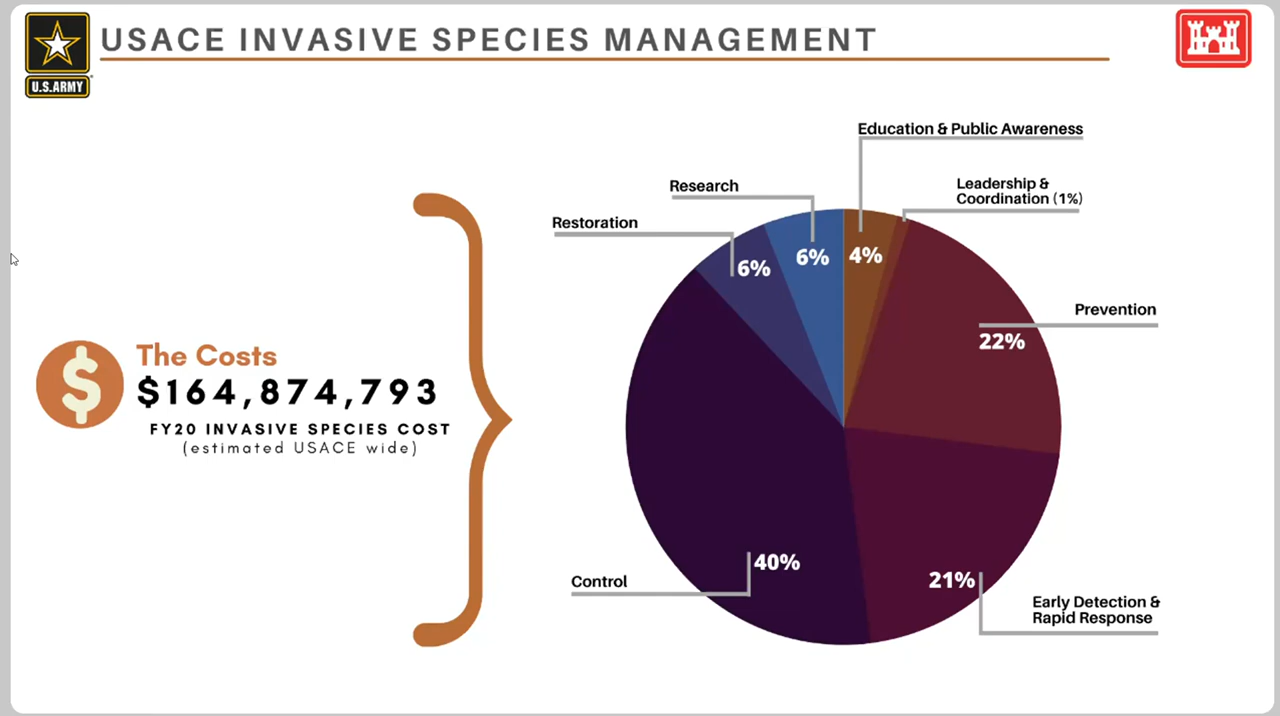 USACE INVASIVE SPECIES MANAGEMENT
U.S.ARMY
Education & Public Awareness
Leadership &
Coordination (1%)
Research
Restoration
6%
6%
4%
Prevention
22%
$
The Costs
$164,874,793
FY20 INVASIVE SPECIES COST
(estimated USACE wide)
40%
Control
21%
Early Detection &
Rapid Response